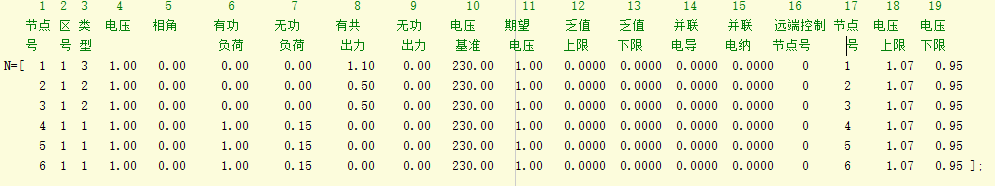 1 2 3 4 5 6 7 8 9 10 11 12 13 14 15 16 17 18 19
节点 区 类 电压 相角 有功 无功 有共 无功 电压 期望 乏值 乏值 并联 并联 远端控制 节点 电压 电压
号 号 型 负荷 负荷 出力 出力 基准 电压 上限 下限 电导 电纳 节点号 号 上限 下限
N=[ 1 1 3 1.00 0.00 0.00 0.00 1.10 0.00 230.00 1.00 0.0000 0.0000 0.0000 0.0000 0 1 1.07 0.95
2 1 2 1.00 0.00 0.00 0.00 0.50 0.00 230.00 1.00 0.0000 0.0000 0.0000 0.0000 0 2 1.07 0.95
3 1 2 1.00 0.00 0.00 0.00 0.50 0.00 230.00 1.00 0.0000 0.0000 0.0000 0.0000 0 3 1.07 0.95
4 1 1 1.00 0.00 1.00 0.15 0.00 0.00 230.00 1.00 0.0000 0.0000 0.0000 0.0000 0 4 1.07 0.95
5 1 1 1.00 0.00 1.00 0.15 0.00 0.00 230.00 1.00 0.0000 0.0000 0.0000 0.0000 0 5 1.07 0.95
6 1 1 1.00 0.00 1.00 0.15 0.00 0.00 230.00 1.00 0.0000 0.0000 0.0000 0.0000 0 6 1.07 0.95 ];